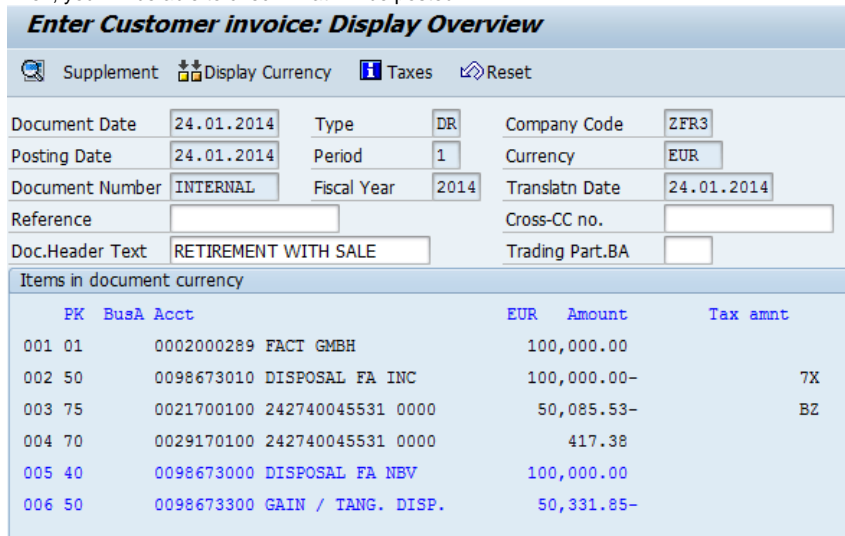 Enter Customer invoice: Display Overview
Supplement Display Currency Taxes Reset
Document Date 24.01.2014 Type DR Company Code ZFR3
Posting Date 24.01.2014 Period 1 Currency EUR
Document Number INTERNAL Fiscal Year 2014 Translatn Date 24.01.2014
Reference Cross-CC no.
Doc.Header Text RETIREMENT WITH SALE Trading Part.BA
Items in document currency
PK BusA Acct EUR Amount Tax amnt
001 01 0002000289 FACT GMBH 100,000.00
002 50 0098673010 DISPOSAL FA INC 100,000.00- 7X
003 75 0021700100 242740045531 0000 50,085.53- BZ
004 70 0029170100 242740045531 0000 417.38
005 40 0098673000 DISPOSAL FA NBV 100,000.00
006 50 0098673300 GAIN / TANG. DISP. 50,331.85-